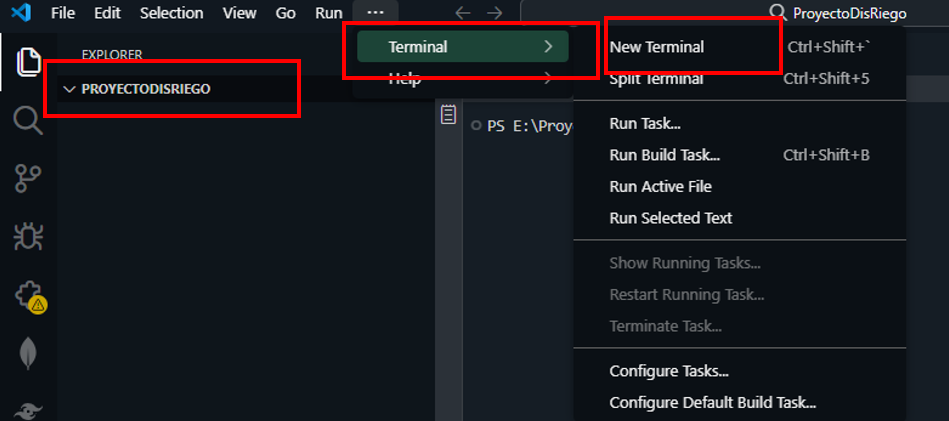 File Edit Selection View Go Run ··· ProyectoDisRiego
EXPLORER
PROYECTODISRIEGO
Terminal
Help
PS E:\Proy
New Terminal Ctrl+Shift+`
Split Terminal Ctrl+Shift+5
Run Task...
Run Build Task... Ctrl+Shift+B
Run Active File
Run Selected Text
Show Running Tasks...
Restart Running Task...
Terminate Task...
Configure Tasks...
Configure Default Build Task...